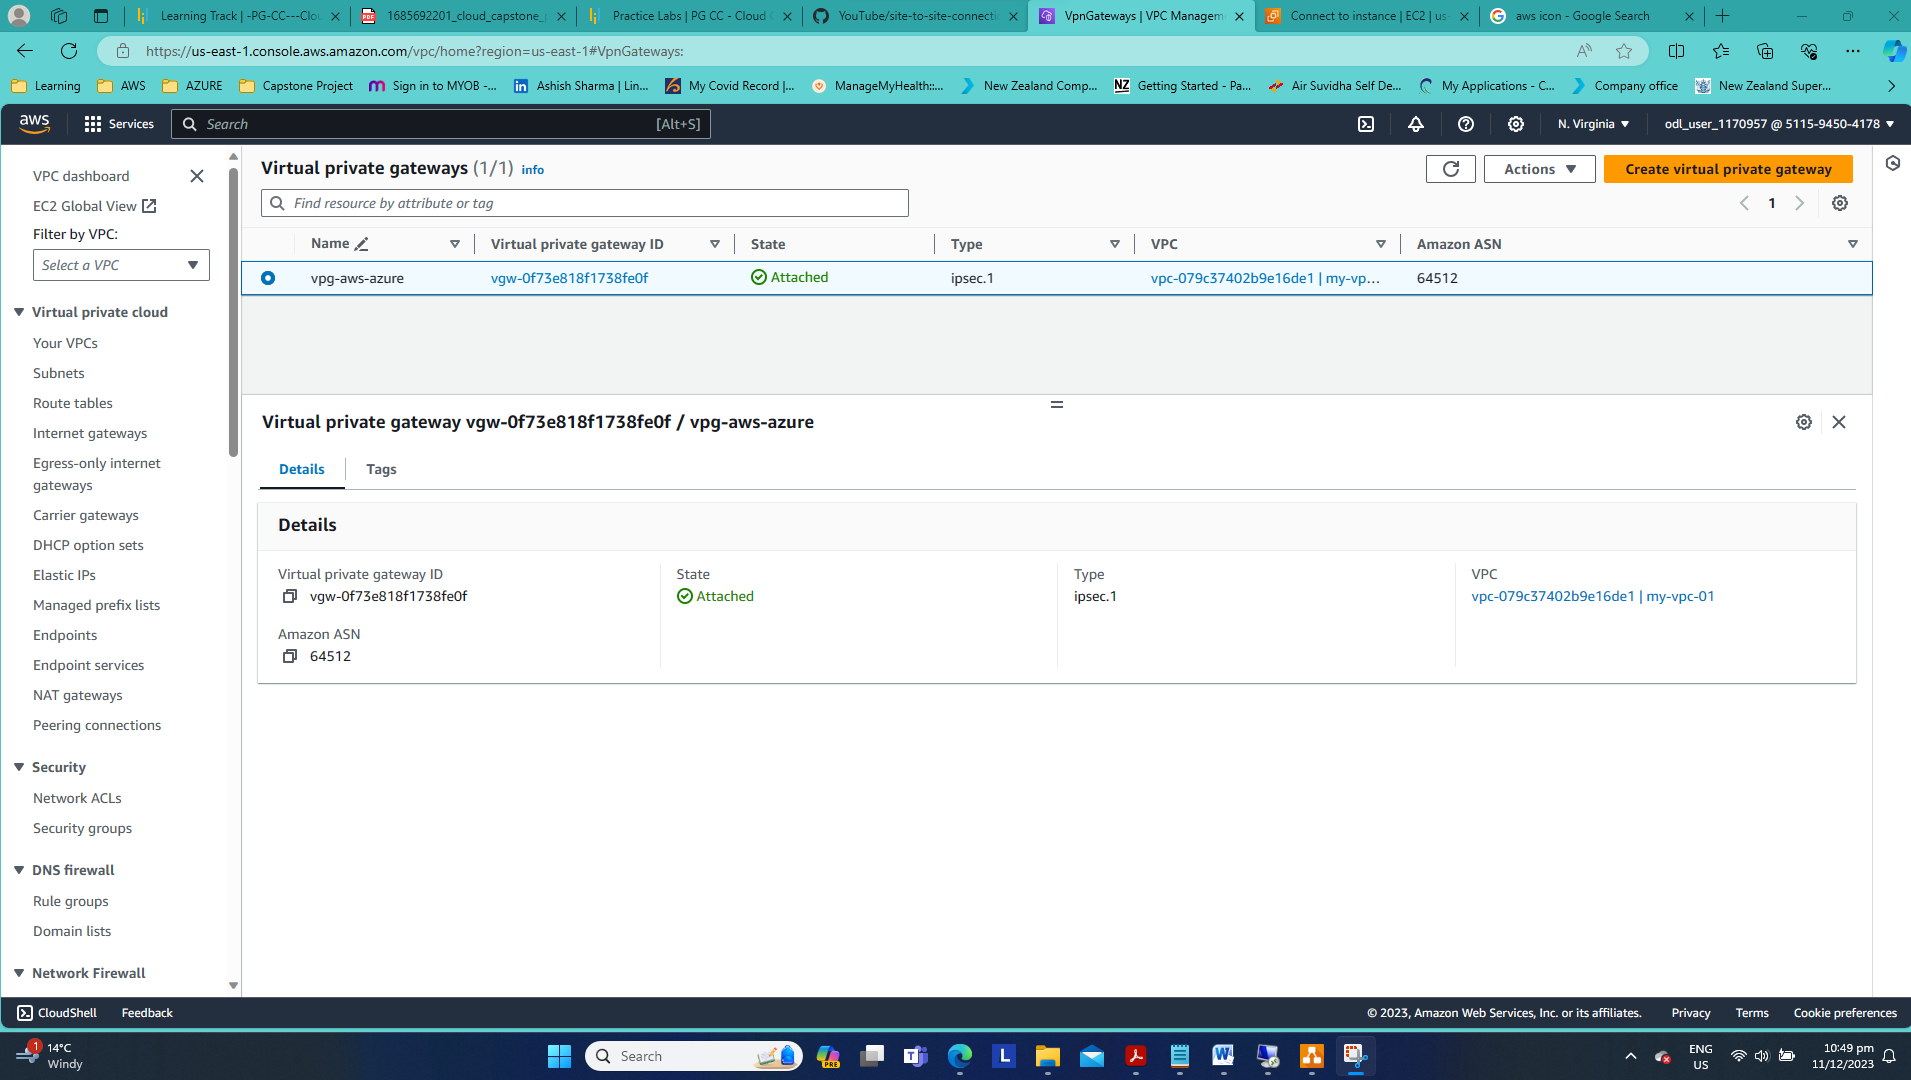 Learning Track | -PG-CC---Clou
1685692201_cloud_capstone_
Practice Labs | PG CC - Cloud C
YouTube/site-to-site-connecti
VpnGateways | VPC Managem
Connect to instance | EC2 | us-
aws icon - Google Search
https://us-east-1.console.aws.amazon.com/vpc/home?region=us-east-1#VpnGateways:
Learning
AWS
AZURE
Capstone Project
Sign in to MYOB -...
Ashish Sharma | Lin...
My Covid Record |...
ManageMyHealth::...
New Zealand Comp...
NZ
Getting Started - Pa...
Air Suvidha Self De...
My Applications - C...
Company office
New Zealand Super...
aws
Services
Search
[Alt+S]
N. Virginia
odl_user_1170957 @ 5115-9450-4178
VPC dashboard
EC2 Global View
Filter by VPC:
Select a VPC
Virtual private cloud
Your VPCs
Subnets
Route tables
Internet gateways
Egress-only internet
gateways
Carrier gateways
DHCP option sets
Elastic IPs
Managed prefix lists
Endpoints
Endpoint services
NAT gateways
Peering connections
Security
Network ACLs
Security groups
DNS firewall
Rule groups
Domain lists
Network Firewall
Virtual private gateways (1/1) info
Actions
Create virtual private gateway
Find resource by attribute or tag
1
Name
Virtual private gateway ID
State
Type
VPC
Amazon ASN
vpg-aws-azure
vgw-0f73e818f1738fe0f
Attached
ipsec.1
vpc-079c37402b9e16de1 | my-vp...
64512
Virtual private gateway vgw-0f73e818f1738fe0f / vpg-aws-azure
Details
Tags
Details
Virtual private gateway ID
vgw-0f73e818f1738fe0f
State
Attached
Type
ipsec.1
VPC
vpc-079c37402b9e16de1 | my-vpc-01
Amazon ASN
64512
CloudShell
Feedback
© 2023, Amazon Web Services, Inc. or its affiliates.
Privacy
Terms
Cookie preferences
1
14°C
Windy
Search
PRE
L
ENG
US
10:49 pm
11/12/2023